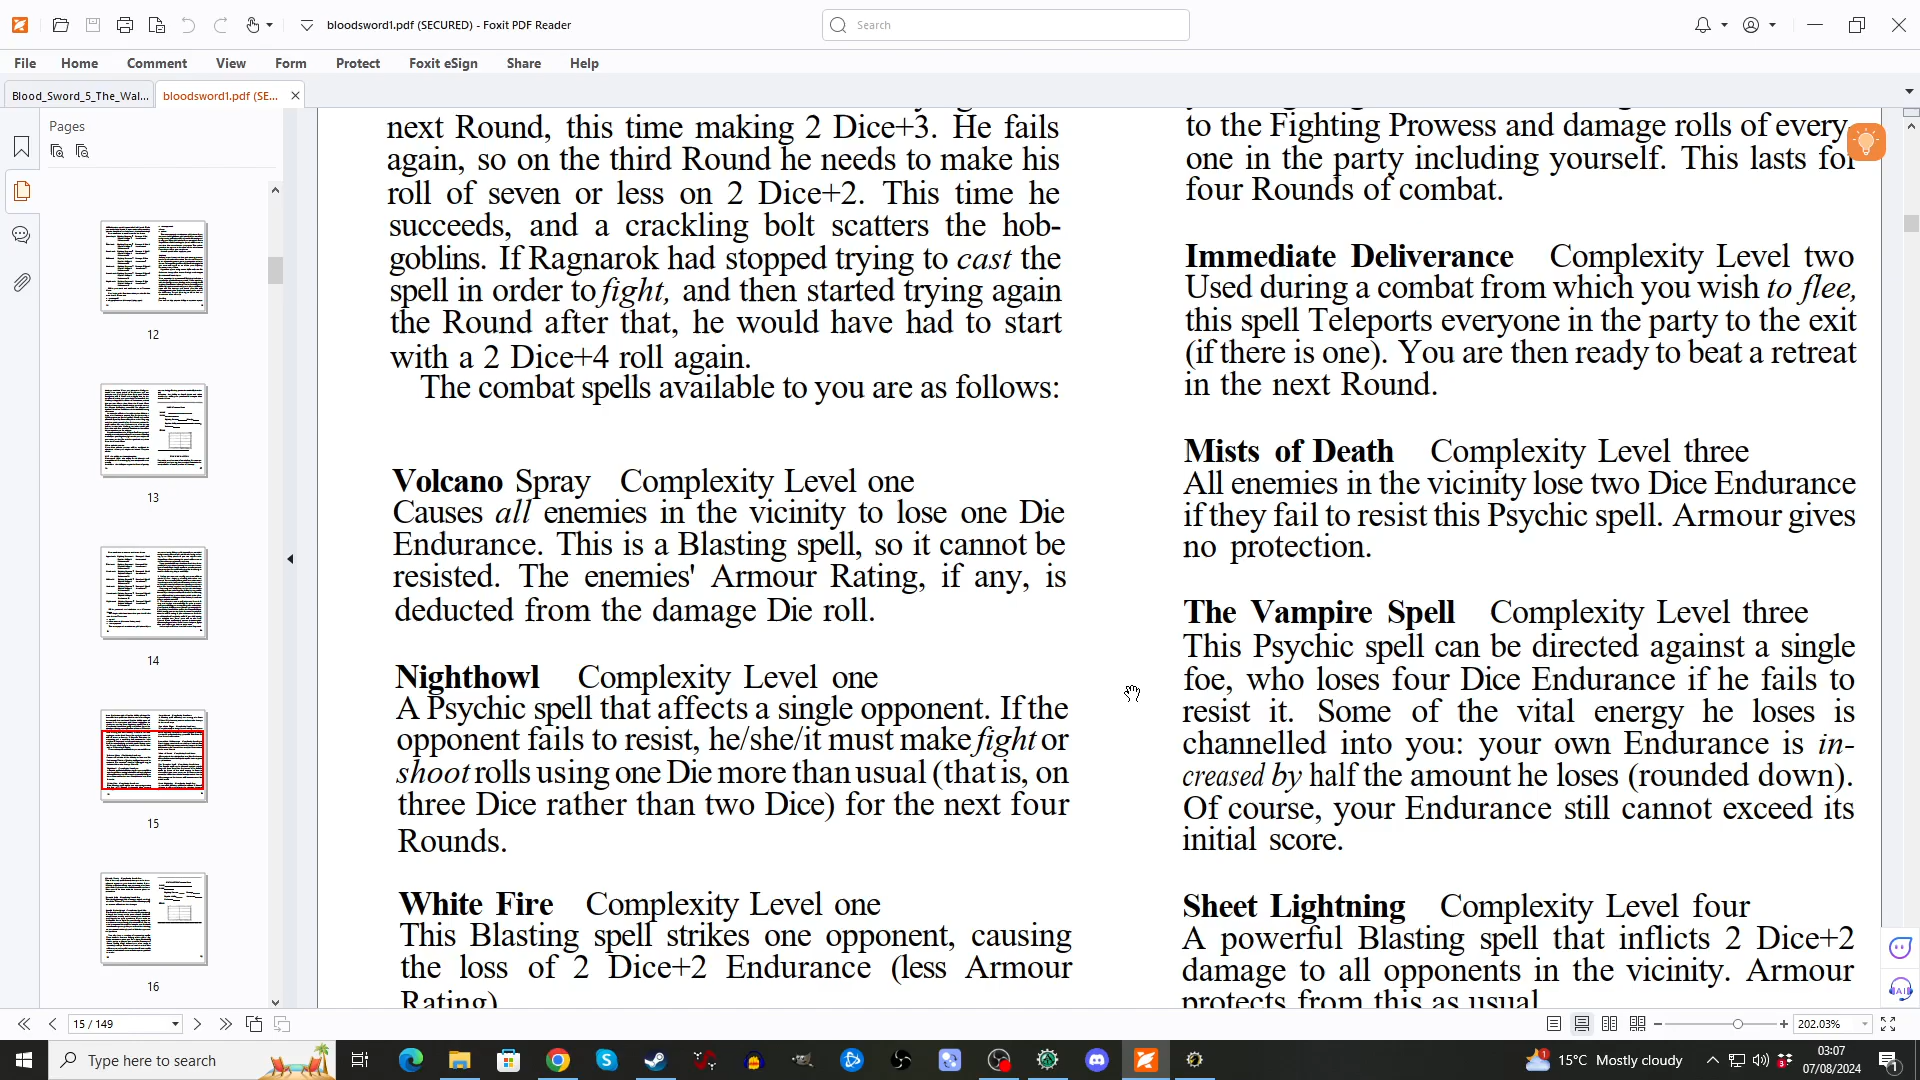 bloodsword1.pdf (SECURED) - Foxit PDF Reader
Search
File Home Comment View Form Protect Foxit eSign Share Help
Blood_Sword_5_The_Wal... bloodsword1.pdf (SE...
Pages
12
13
14
15
16
next Round, this time making 2 Dice+3. He fails
again, so on the third Round he needs to make his
roll of seven or less on 2 Dice+2. This time he
succeeds, and a crackling bolt scatters the hob-
goblins. If Ragnarok had stopped trying to cast the
spell in order to fight, and then started trying again
the Round after that, he would have had to start
with a 2 Dice+4 roll again.
The combat spells available to you are as follows:
Volcano Spray Complexity Level one
Causes all enemies in the vicinity to lose one Die
Endurance. This is a Blasting spell, so it cannot be
resisted. The enemies' Armour Rating, if any, is
deducted from the damage Die roll.
Nighthowl Complexity Level one
A Psychic spell that affects a single opponent. If the
opponent fails to resist, he/she/it must make fight or
shoot rolls using one Die more than usual (that is, on
three Dice rather than two Dice) for the next four
Rounds.
White Fire Complexity Level one
This Blasting spell strikes one opponent, causing
the loss of 2 Dice+2 Endurance (less Armour
Rating)
to the Fighting Prowess and damage rolls of every-
one in the party including yourself. This lasts for
four Rounds of combat.
Immediate Deliverance Complexity Level two
Used during a combat from which you wish to flee,
this spell Teleports everyone in the party to the exit
(if there is one). You are then ready to beat a retreat
in the next Round.
Mists of Death Complexity Level three
All enemies in the vicinity lose two Dice Endurance
if they fail to resist this Psychic spell. Armour gives
no protection.
The Vampire Spell Complexity Level three
This Psychic spell can be directed against a single
foe, who loses four Dice Endurance if he fails to
resist it. Some of the vital energy he loses is
channelled into you: your own Endurance is in-
creased by half the amount he loses (rounded down).
Of course, your Endurance still cannot exceed its
initial score.
Sheet Lightning Complexity Level four
A powerful Blasting spell that inflicts 2 Dice+2
damage to all opponents in the vicinity. Armour
protects from this as usual
15 / 149
202.03%
Type here to search
15°C Mostly cloudy
03:07
07/08/2024